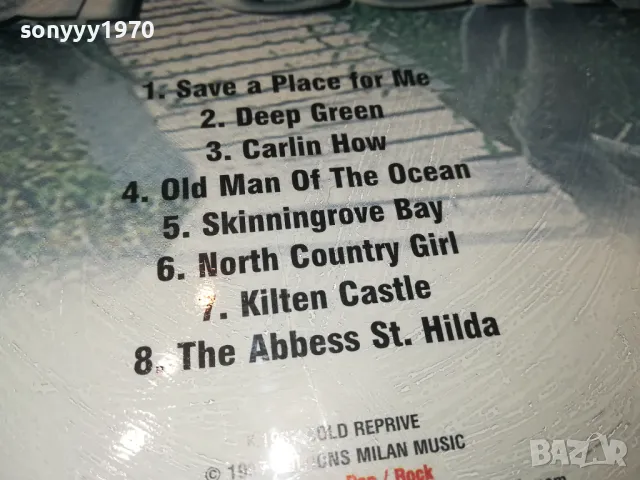 sonyyy1970
1. Save a Place for Me
2. Deep Green
3. Carlin How
4. Old Man Of The Ocean
5. Skinningrove Bay
6. North Country Girl
7. Kilten Castle
8. The Abbess St. Hilda
OLD REPRIVE
© MILAN MUSIC
Pop / Rock
BAZAR